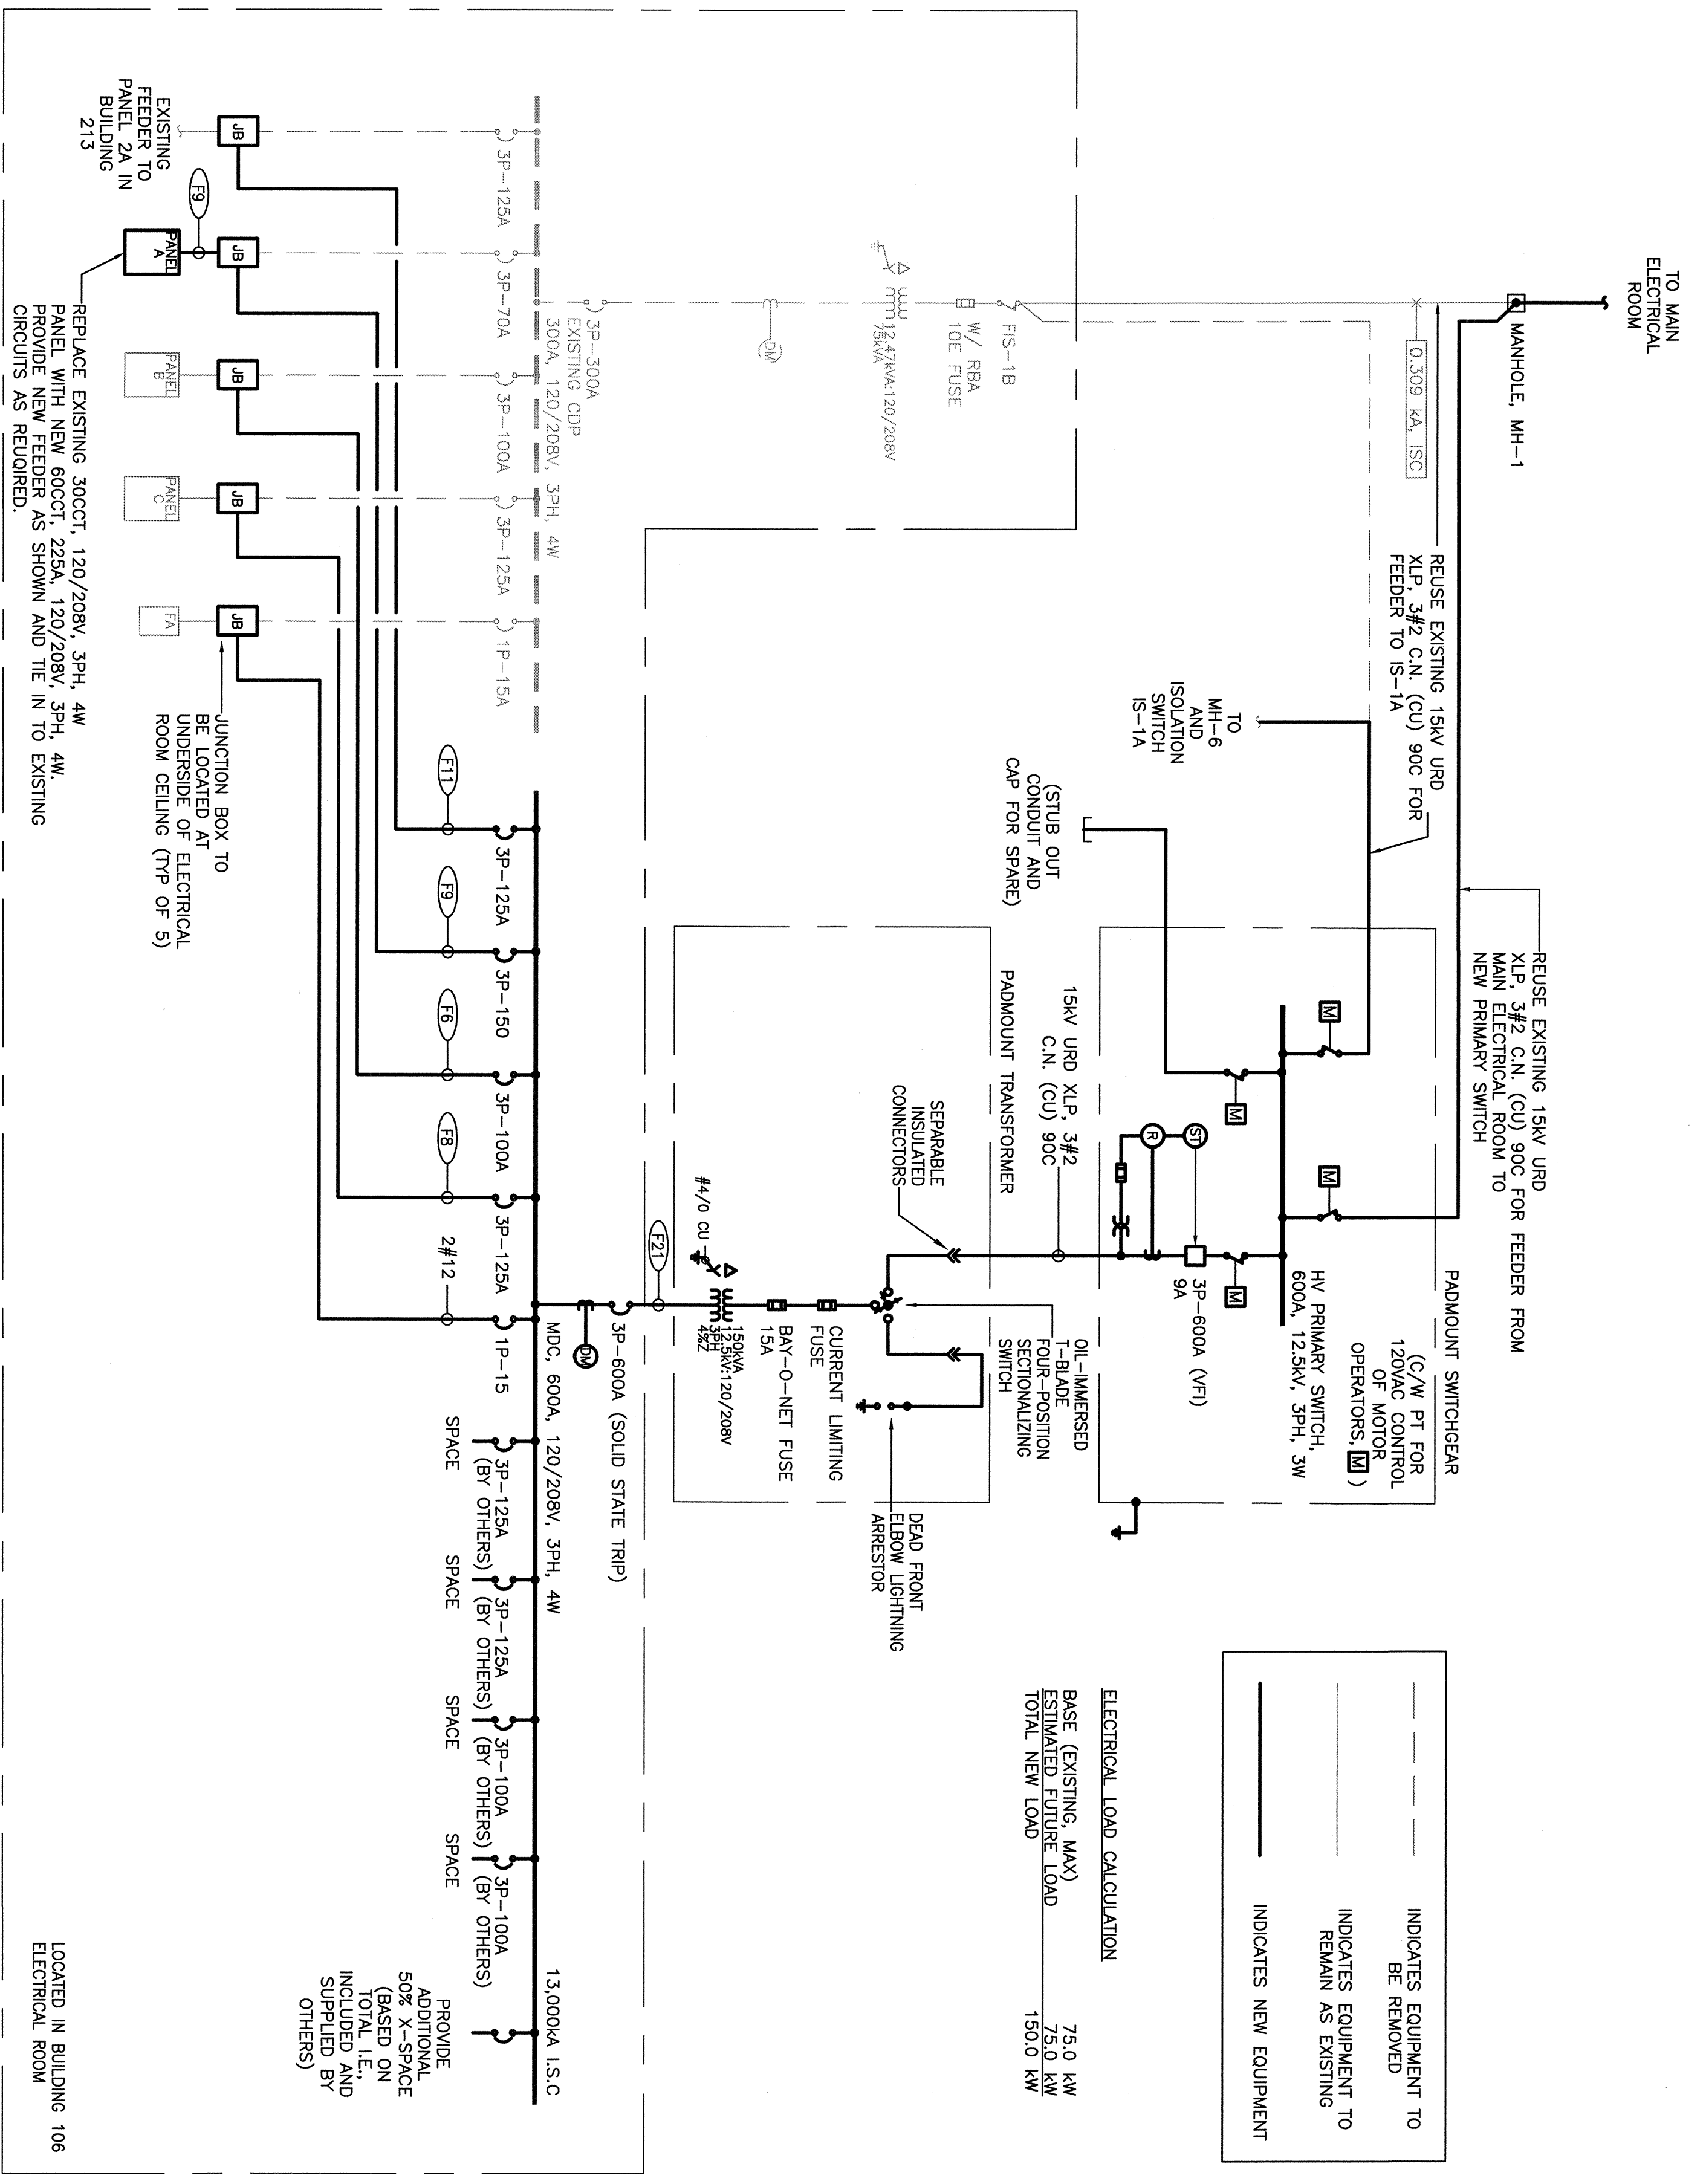 TO MAIN
ELECTRICAL
ROOM
MANHOLE, MH-1
0.309 kA, ISC
REUSE EXISTING 15kV URD
XLP, 3#2 C.N. (CU) 90C FOR
FEEDER TO IS-1A
REUSE EXISTING 15kV URD
XLP, 3#2 C.N. (CU) 90C FOR FEEDER FROM
MAIN ELECTRICAL ROOM TO
NEW PRIMARY SWITCH
TO
MH-6
AND
ISOLATION
SWITCH
IS-1A
(STUB OUT
CONDUIT AND
CAP FOR SPARE)
PADMOUNT SWITCHGEAR
(C/W PT FOR
120VAC CONTROL
OF MOTOR
OPERATORS, M )
HV PRIMARY SWITCH,
600A, 12.5kV, 3PH, 3W
M
M
M
M
ST
R
3P-600A (VFI)
9A
15kV URD XLP, 3#2
C.N. (CU) 90C
PADMOUNT TRANSFORMER
SEPARABLE
INSULATED
CONNECTORS
OIL-IMMERSED
T-BLADE
FOUR-POSITION
SECTIONALIZING
SWITCH
DEAD FRONT
ELBOW LIGHTNING
ARRESTOR
CURRENT LIMITING
FUSE
BAY-O-NET FUSE
15A
150kVA
12.5kV:120/208V
3PH
4%Z
#4/0 CU
F21
3P-600A (SOLID STATE TRIP)
DM
MDC, 600A, 120/208V, 3PH, 4W
13,000kA I.S.C
FIS-1B
W/ RBA
10E FUSE
12.47kVA:120/208V
75kVA
DM
3P-300A
EXISTING CDP
300A, 120/208V, 3PH, 4W
3P-125A
3P-70A
3P-100A
3P-125A
1P-15A
3P-125A
3P-150
3P-100A
3P-125A
1P-15
F11
F9
F6
F8
2#12
3P-125A
(BY OTHERS)
SPACE
3P-125A
(BY OTHERS)
SPACE
3P-100A
(BY OTHERS)
SPACE
3P-100A
(BY OTHERS)
SPACE
PROVIDE
ADDITIONAL
50% X-SPACE
(BASED ON
TOTAL I.E.,
INCLUDED AND
SUPPLIED BY
OTHERS)
JB
JB
JB
JB
JB
EXISTING
FEEDER TO
PANEL 2A IN
BUILDING
213
F9
PANEL
A
PANEL
B
PANEL
C
FA
JUNCTION BOX TO
BE LOCATED AT
UNDERSIDE OF ELECTRICAL
ROOM CEILING (TYP OF 5)
REPLACE EXISTING 30CCT, 120/208V, 3PH, 4W
PANEL WITH NEW 60CCT, 225A, 120/208V, 3PH, 4W.
PROVIDE NEW FEEDER AS SHOWN AND TIE IN TO EXISTING
CIRCUITS AS REUQIRED.
LOCATED IN BUILDING 106
ELECTRICAL ROOM
ELECTRICAL LOAD CALCULATION
BASE (EXISTING, MAX) 75.0 kW
ESTIMATED FUTURE LOAD 75.0 kW
TOTAL NEW LOAD 150.0 kW
INDICATES EQUIPMENT TO
BE REMOVED
INDICATES EQUIPMENT TO
REMAIN AS EXISTING
INDICATES NEW EQUIPMENT